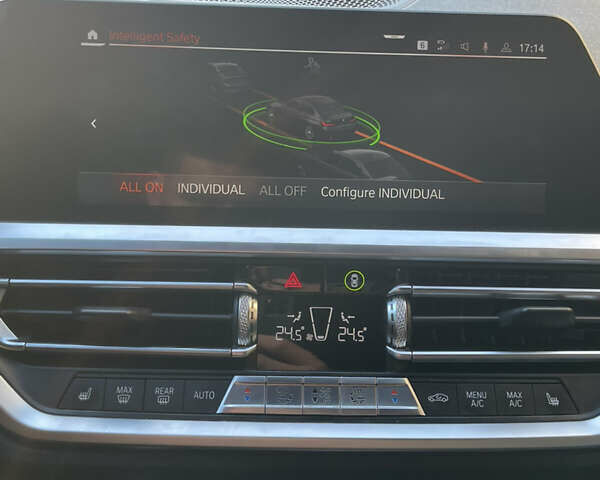 Intelligent Safety
6 17:14
ALL ON INDIVIDUAL ALL OFF Configure INDIVIDUAL
24.5° 24.5°
MAX REAR AUTO MENU A/C MAX A/C